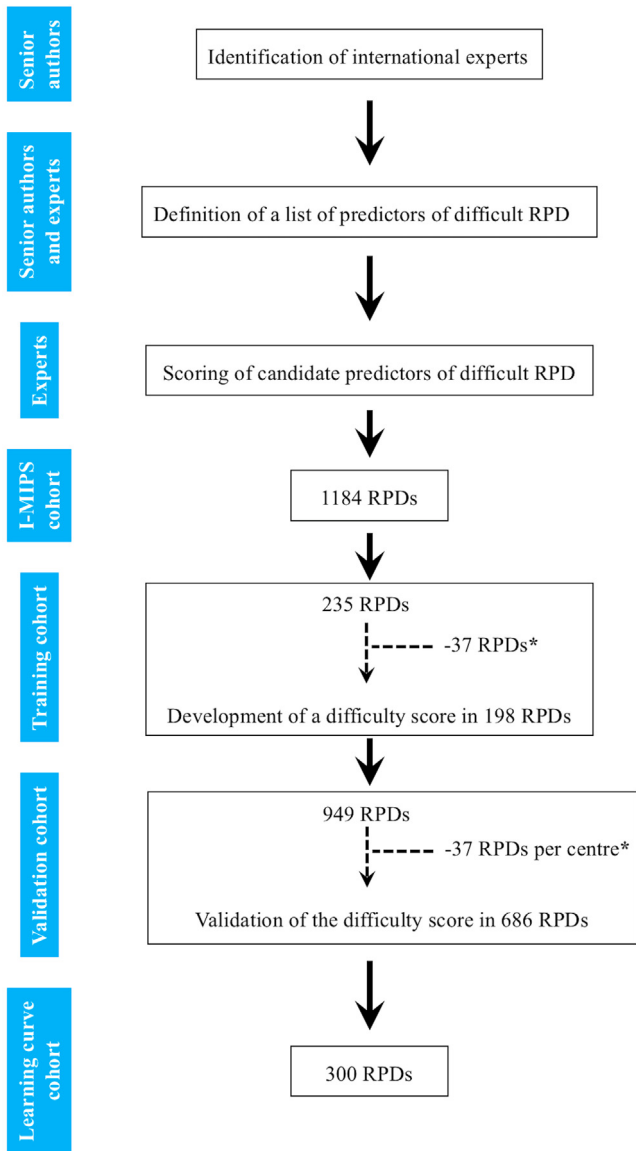 Senior
authors
Identification of international experts
Senior authors
and experts
Definition of a list of predictors of difficult RPD
Experts
Scoring of candidate predictors of difficult RPD
I-MIPS
cohort
1184 RPDs
Training cohort
235 RPDs
-37 RPDs*
Development of a difficulty score in 198 RPDs
Validation cohort
949 RPDs
-37 RPDs per centre*
Validation of the difficulty score in 686 RPDs
Learning curve
cohort
300 RPDs